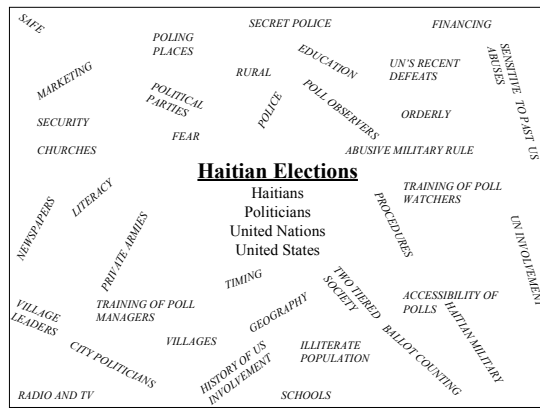 SAFE
SECRET POLICE
FINANCING
POLING
PLACES
EDUCATION
UN'S RECENT
DEFEATS
SENSITIVE TO PAST US
ABUSES
MARKETING
RURAL
POLITICAL
PARTIES
POLICE
POLL OBSERVERS
ORDERLY
SECURITY
FEAR
CHURCHES
ABUSIVE MILITARY RULE
Haitian Elections
Haitians
Politicians
United Nations
United States
LITERACY
TRAINING OF POLL
WATCHERS
NEWSPAPERS
PRIVATE ARMIES
PROCEDURES
UN INVOLVEMENT
TIMING
TWO TIERED
SOCIETY
ACCESSIBILITY OF
POLLS
VILLAGE
LEADERS
TRAINING OF POLL
MANAGERS
GEOGRAPHY
HAITIAN MILITARY
VILLAGES
ILLITERATE
POPULATION
BALLOT COUNTING
CITY POLITICIANS
HISTORY OF US
INVOLVEMENT
RADIO AND TV
SCHOOLS